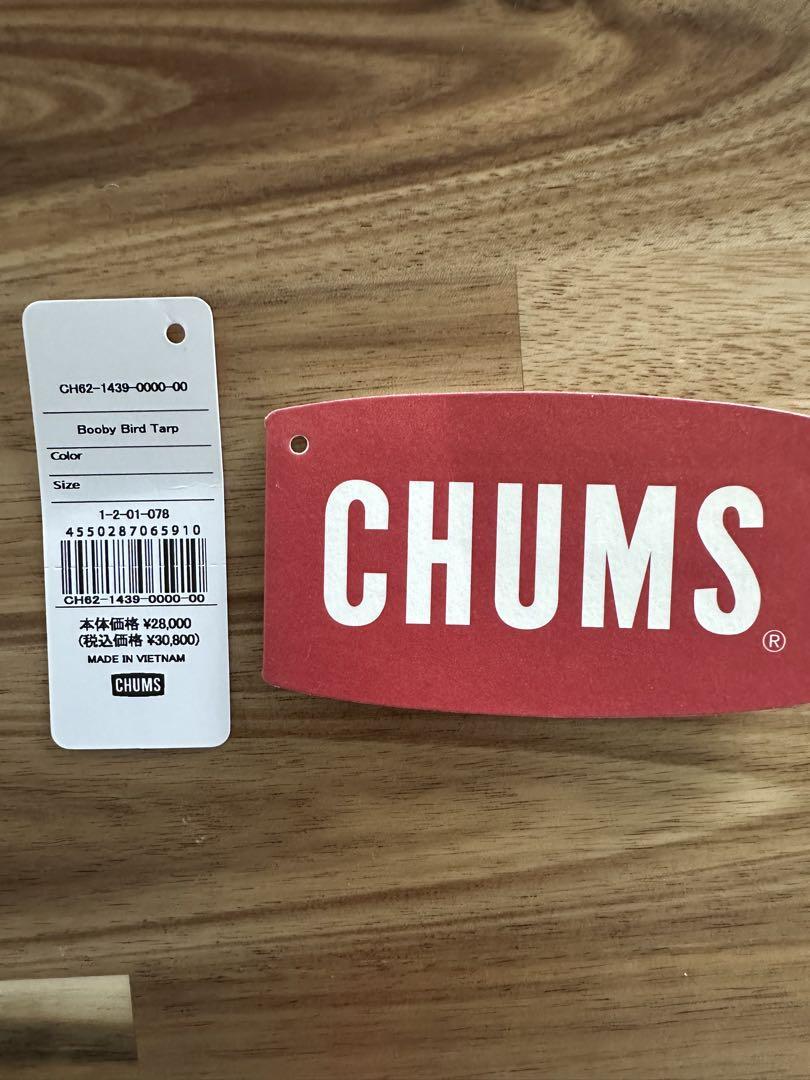 CH62-1439-0000-00
Booby Bird Tarp
Color
Size
1-2-01-078
4550287065910
CH62-1439-0000-00
本体価格 ¥28,000
(税込価格 ¥30,800)
MADE IN VIETNAM
CHUMS
CHUMS®